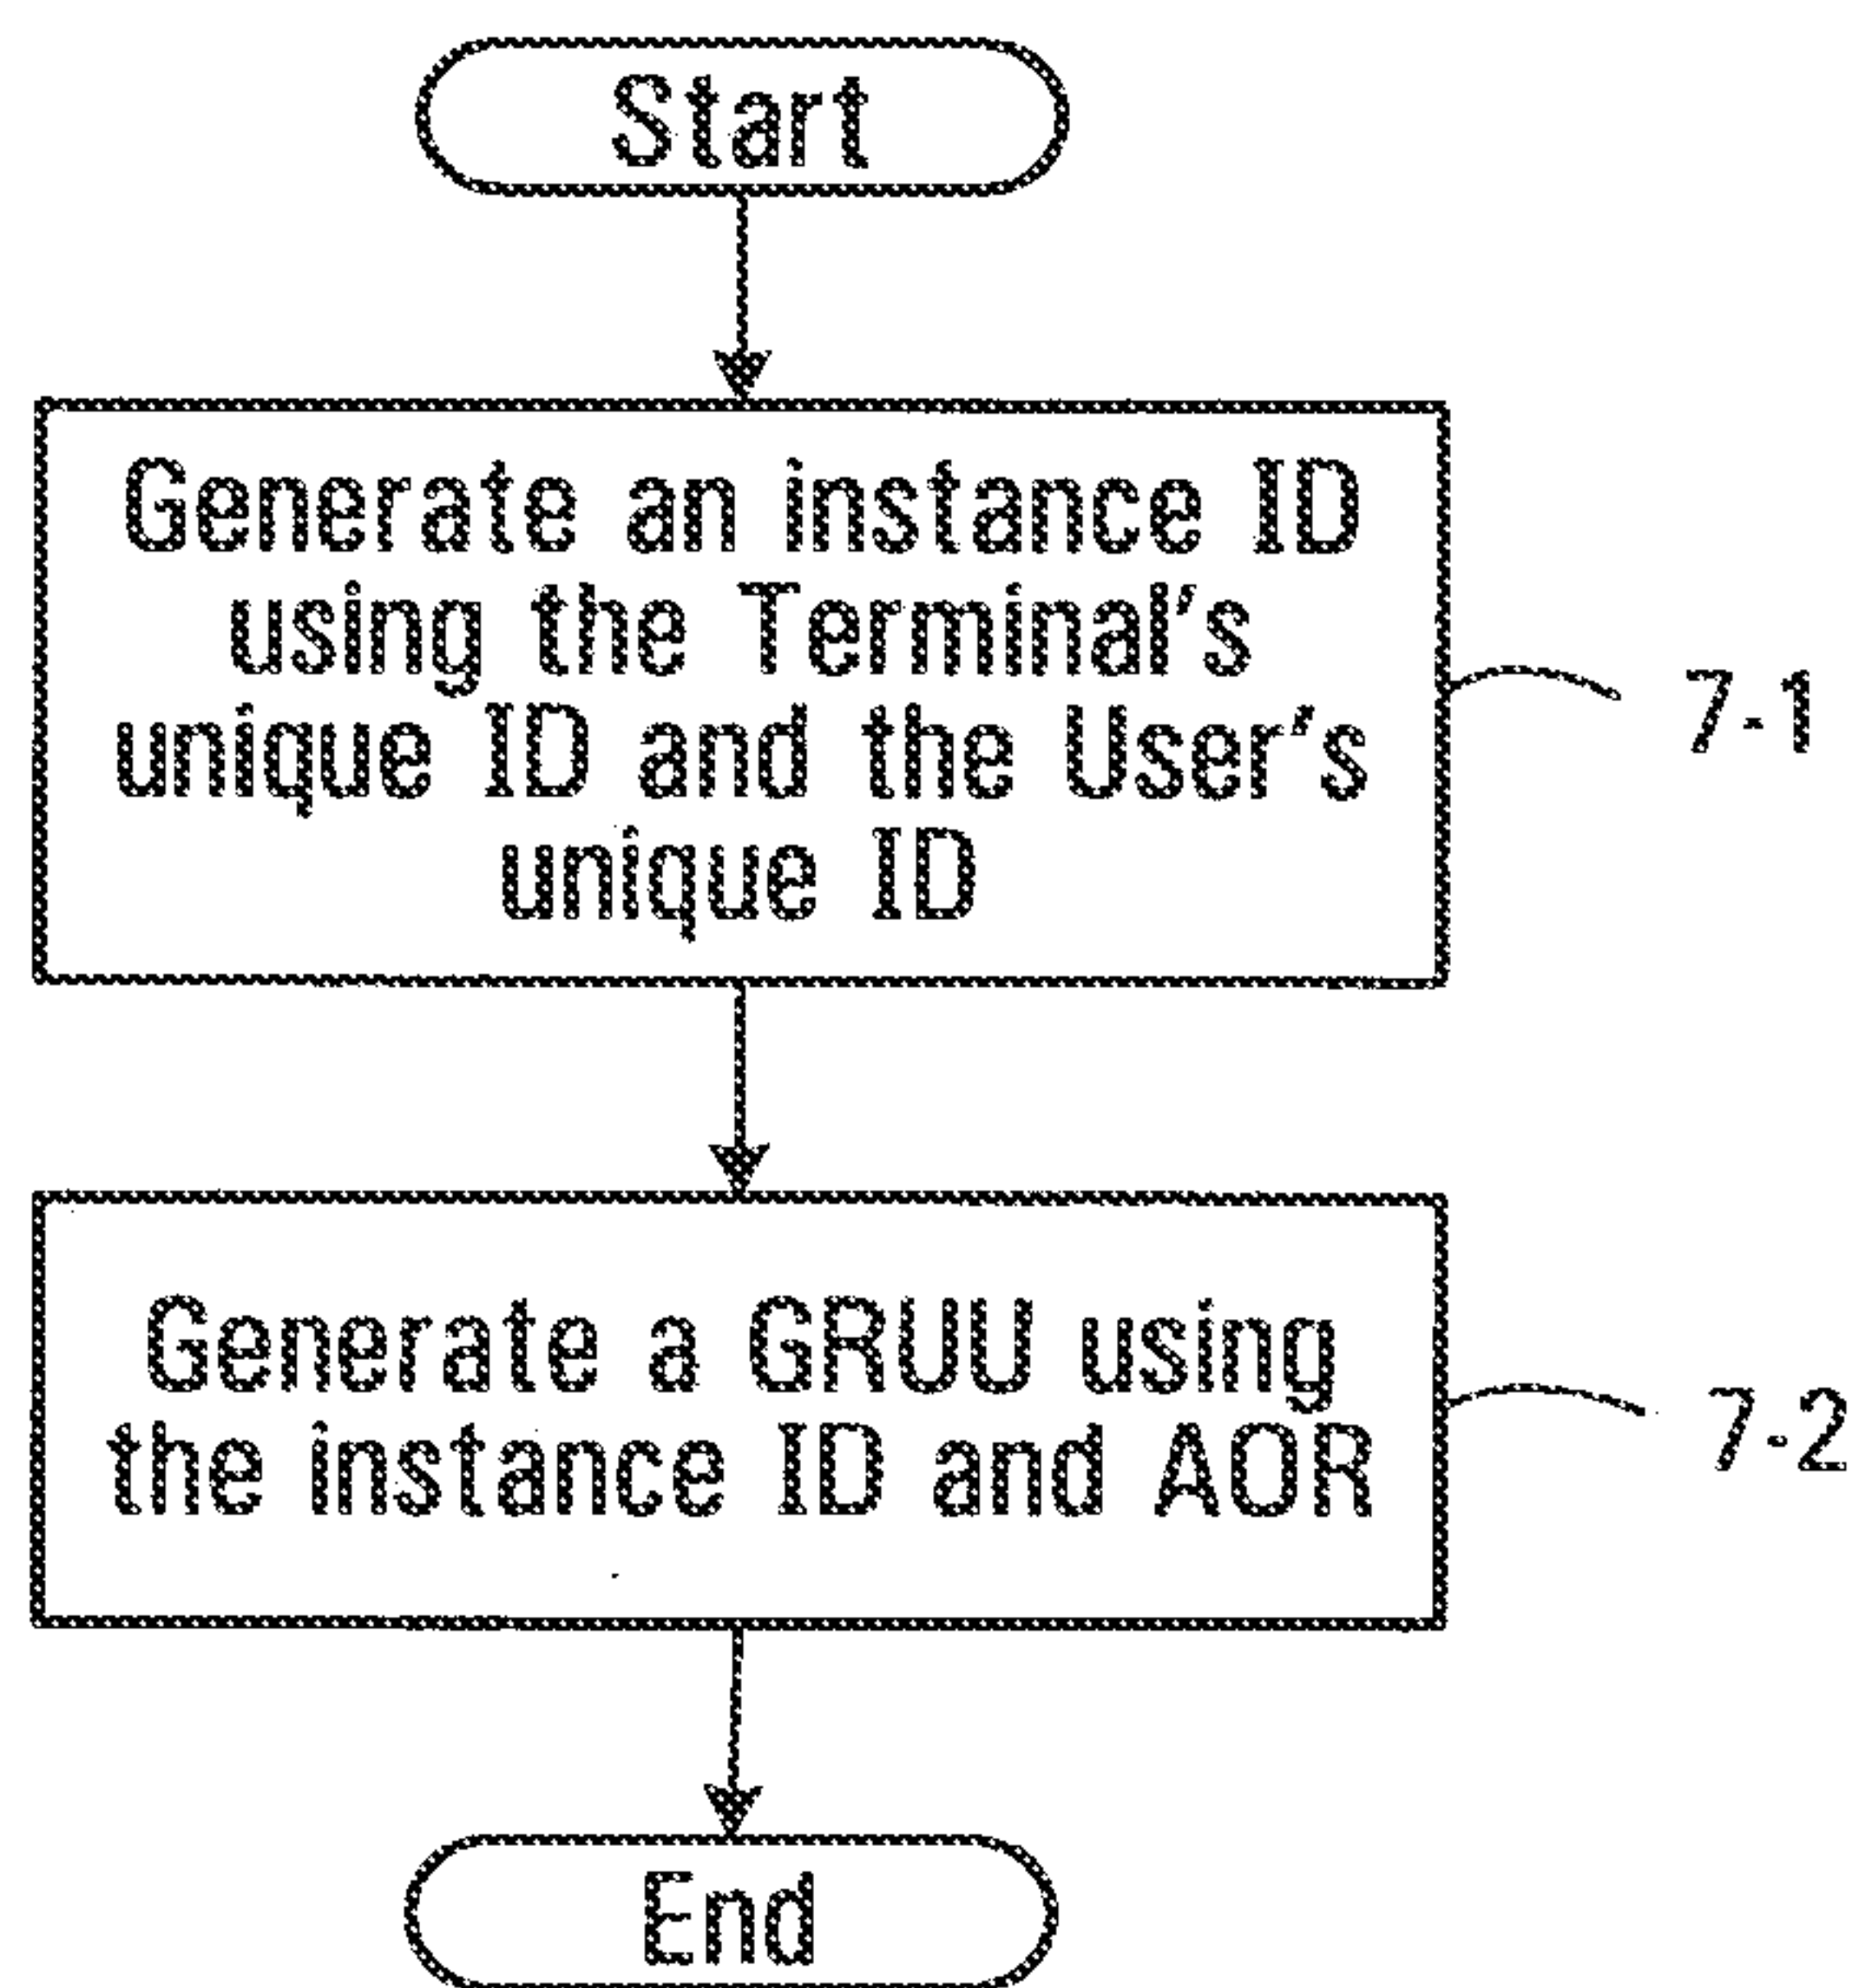 Start
Generate an instance ID
using the Terminal's
unique ID and the User's
unique ID
7-1
Generate a GRUU using
the instance ID and AOR
7-2
End